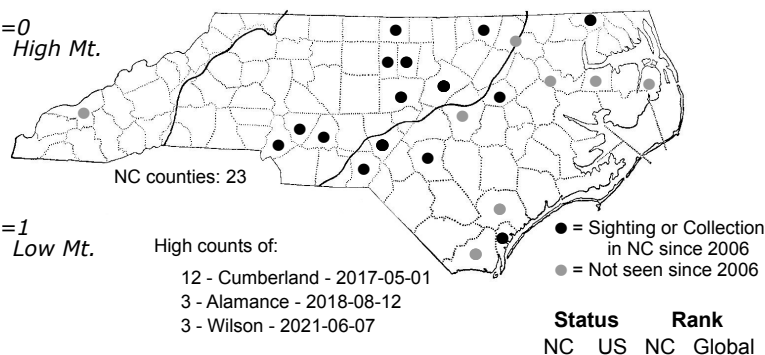 =0
High Mt.
NC counties: 23
=1
Low Mt.
High counts of:
12 - Cumberland - 2017-05-01
3 - Alamance - 2018-08-12
3 - Wilson - 2021-06-07
= Sighting or Collection
in NC since 2006
= Not seen since 2006
Status Rank
NC US NC Global